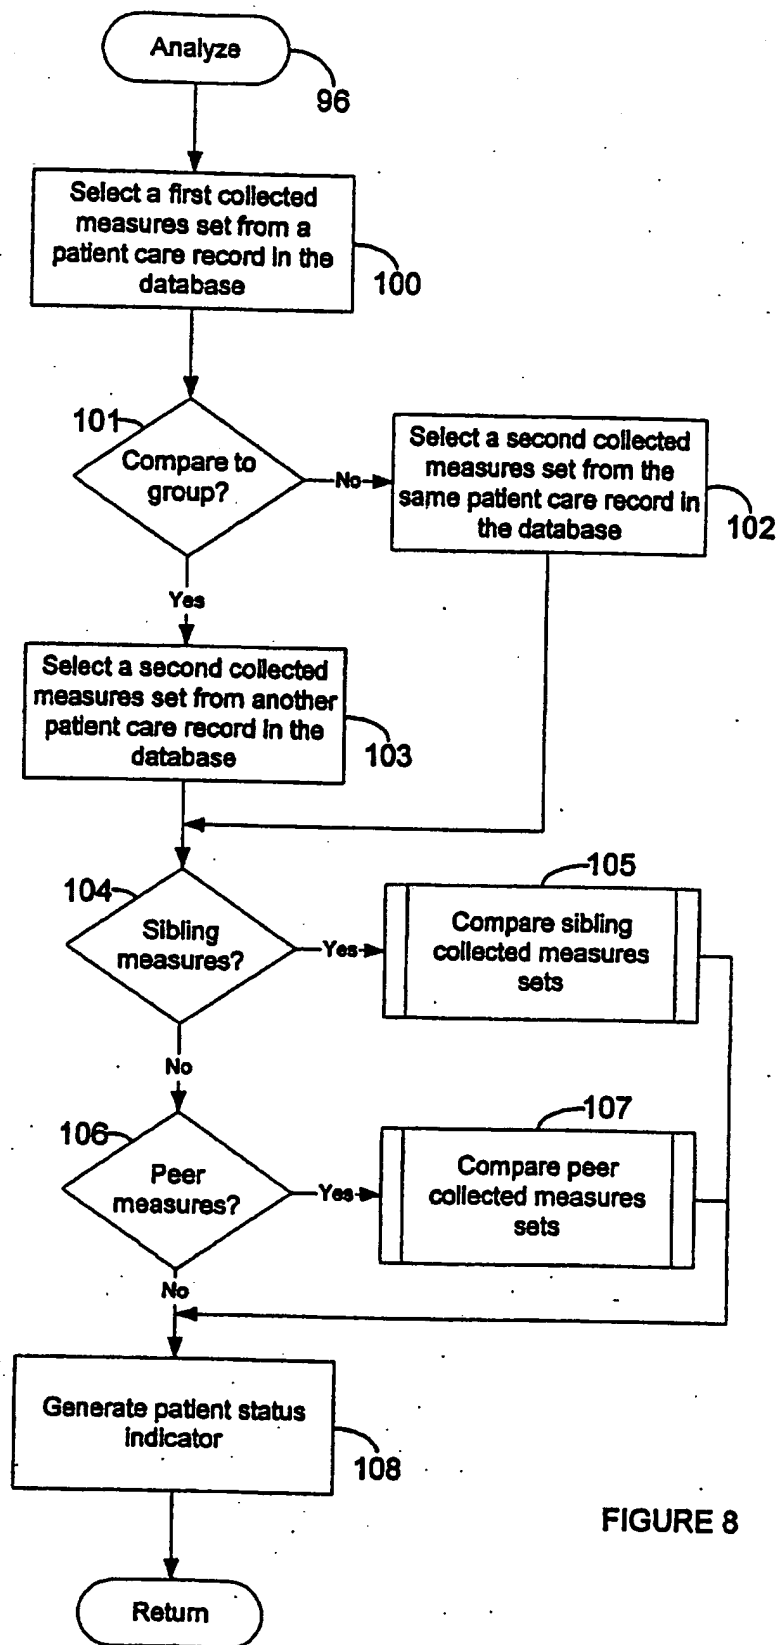 Analyze
96
Select a first collected
measures set from a
patient care record in the
database
100
101
Compare to
group?
No
Select a second collected
measures set from the
same patient care record in
the database
102
Yes
Select a second collected
measures set from another
patient care record in the
database
103
104
Sibling
measures?
Yes
105
Compare sibling
collected measures
sets
No
106
Peer
measures?
Yes
107
Compare peer
collected measures
sets
No
Generate patient status
indicator
108
FIGURE 8
Return